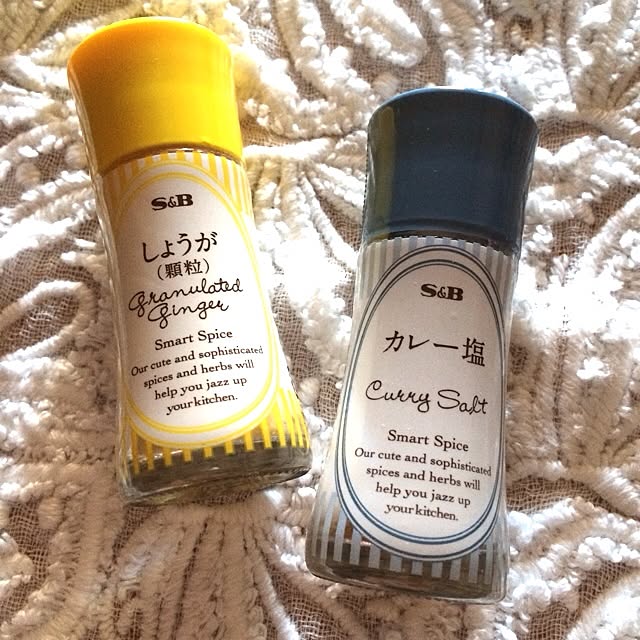 S&B
しょうが
（顆粒）
Granulated
Ginger
Smart Spice
Our cute and sophisticated
spices and herbs will
help you jazz up
your kitchen.
S&B
カレー塩
Curry Salt
Smart Spice
Our cute and sophisticated
spices and herbs will
help you jazz up
your kitchen.